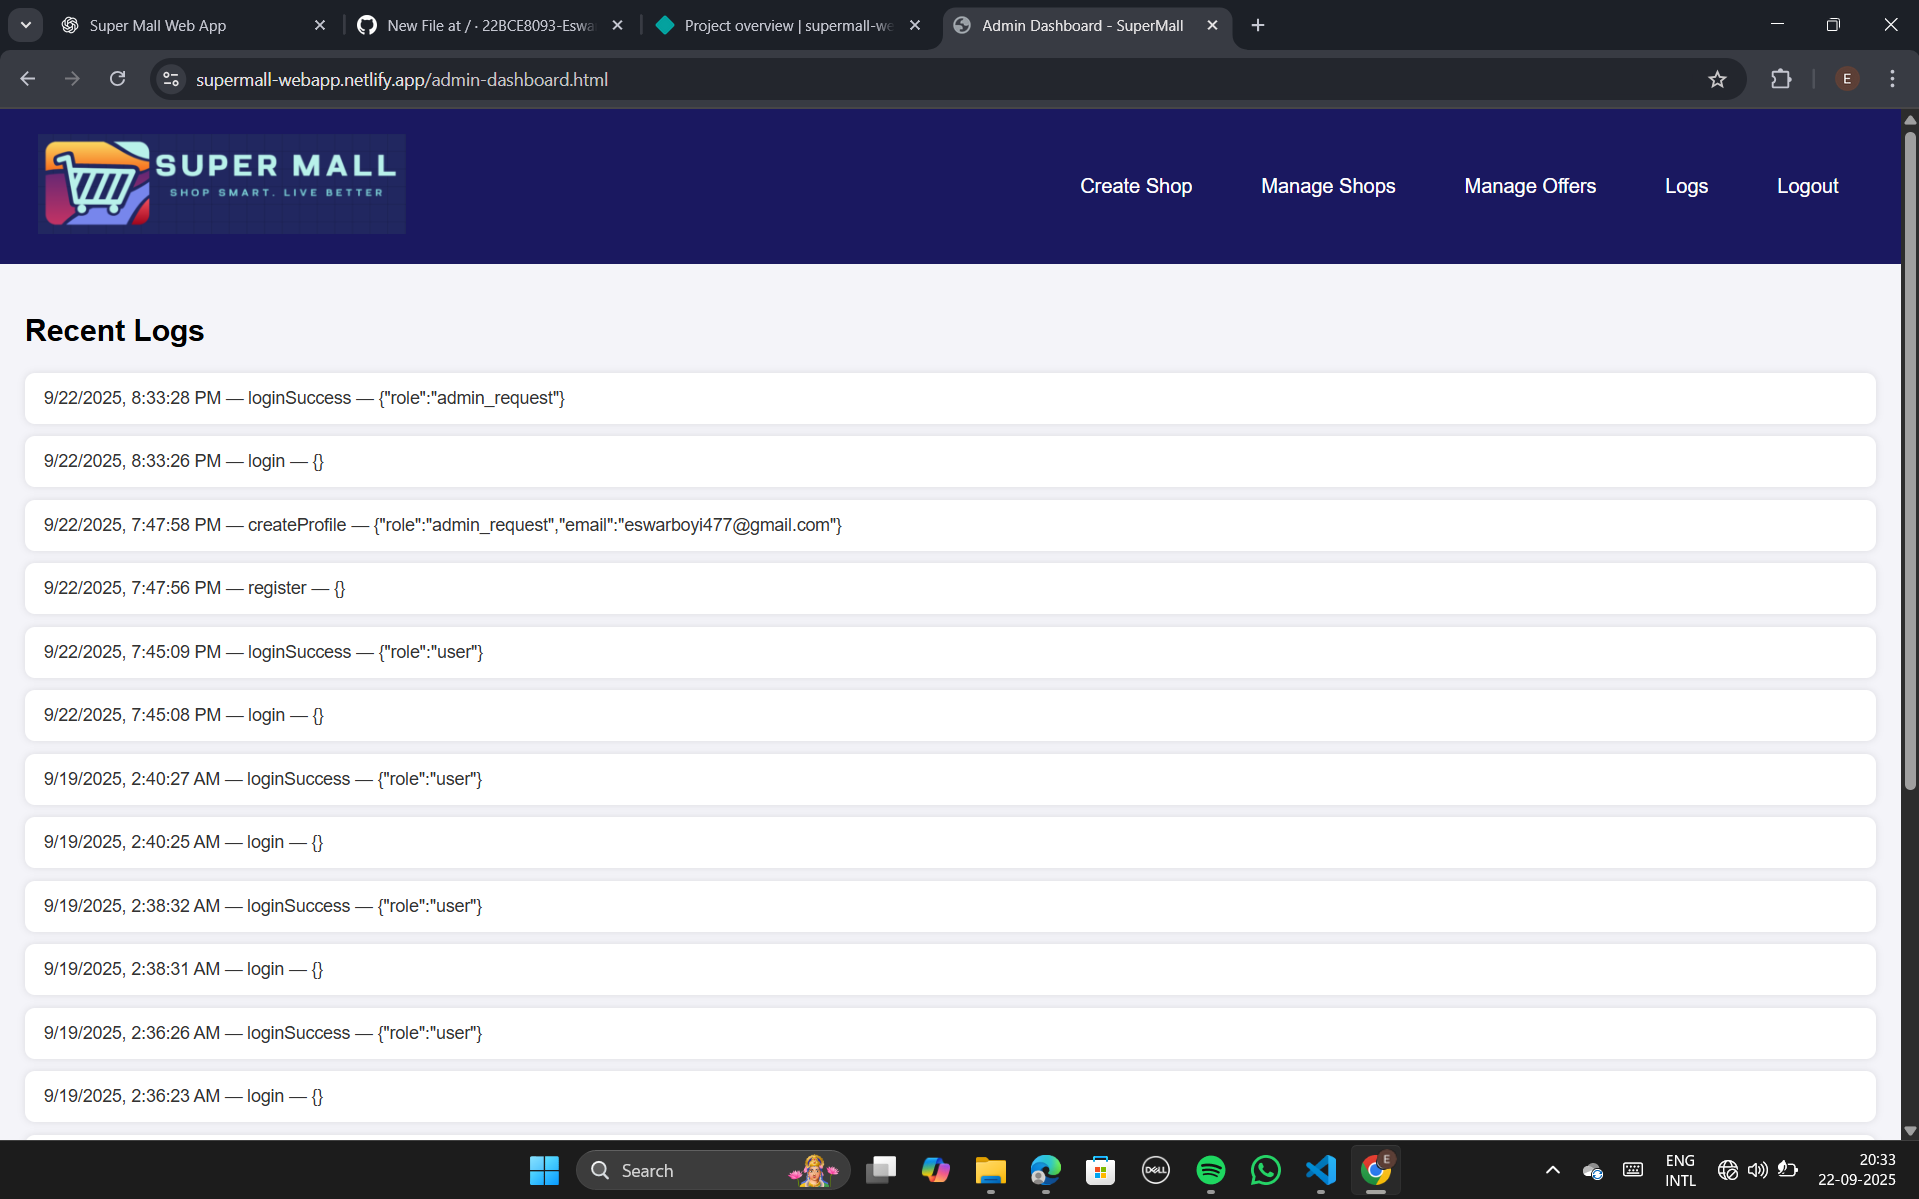 Super Mall Web App
New File at / · 22BCE8093-Eswa
Project overview | supermall-we
Admin Dashboard - SuperMall
supermall-webapp.netlify.app/admin-dashboard.html
E
SUPER MALL
SHOP SMART. LIVE BETTER
Create Shop
Manage Shops
Manage Offers
Logs
Logout
Recent Logs
9/22/2025, 8:33:28 PM — loginSuccess — {"role":"admin_request"}
9/22/2025, 8:33:26 PM — login — {}
9/22/2025, 7:47:58 PM — createProfile — {"role":"admin_request","email":"eswarboyi477@gmail.com"}
9/22/2025, 7:47:56 PM — register — {}
9/22/2025, 7:45:09 PM — loginSuccess — {"role":"user"}
9/22/2025, 7:45:08 PM — login — {}
9/19/2025, 2:40:27 AM — loginSuccess — {"role":"user"}
9/19/2025, 2:40:25 AM — login — {}
9/19/2025, 2:38:32 AM — loginSuccess — {"role":"user"}
9/19/2025, 2:38:31 AM — login — {}
9/19/2025, 2:36:26 AM — loginSuccess — {"role":"user"}
9/19/2025, 2:36:23 AM — login — {}
Search
DELL
E
ENG
INTL
20:33
22-09-2025